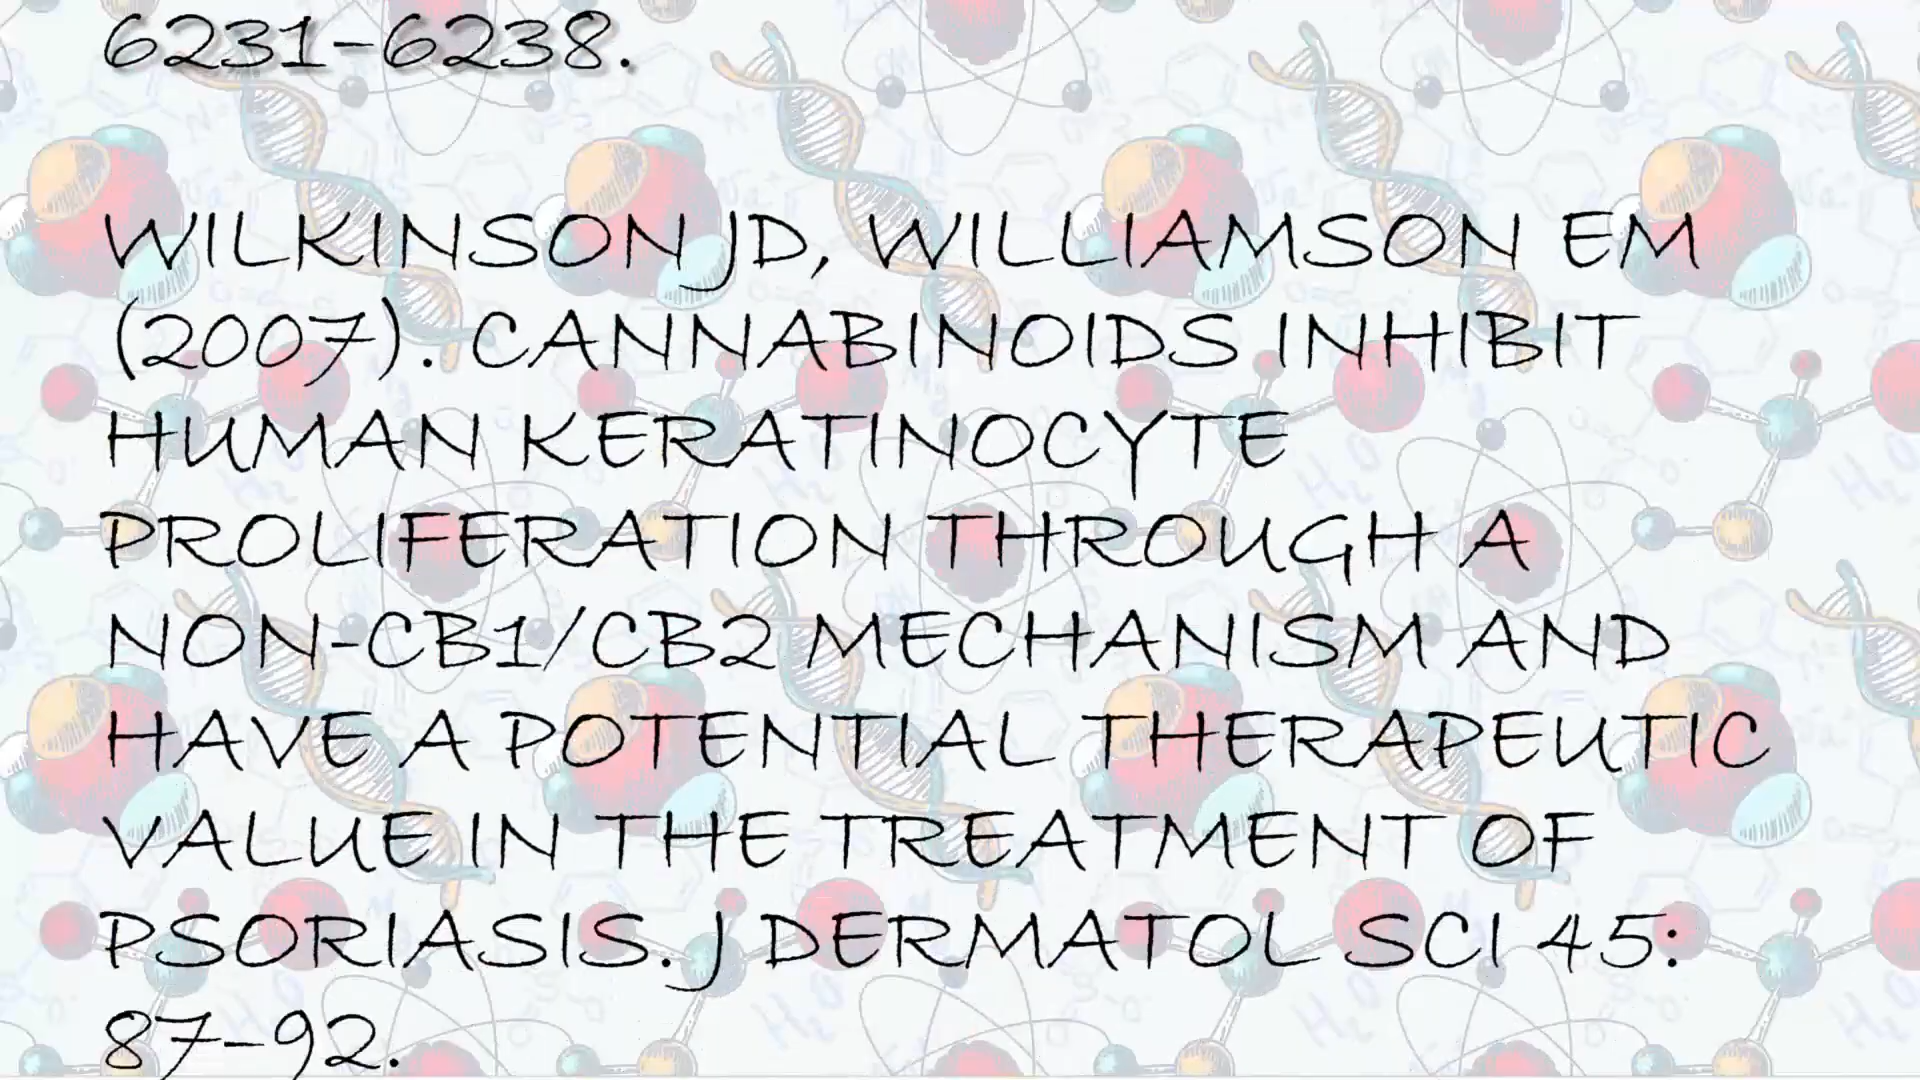 6231-6238.
WILKINSON JD, WILLIAMSON EM
(2007). CANNABINOIDS INHIBIT
HUMAN KERATINOCYTE
PROLIFERATION THROUGH A
NON-CB1/CB2 MECHANISM AND
HAVE A POTENTIAL THERAPEUTIC
VALUE IN THE TREATMENT OF
PSORIASIS. J DERMATOL SCI 45:
87-92.